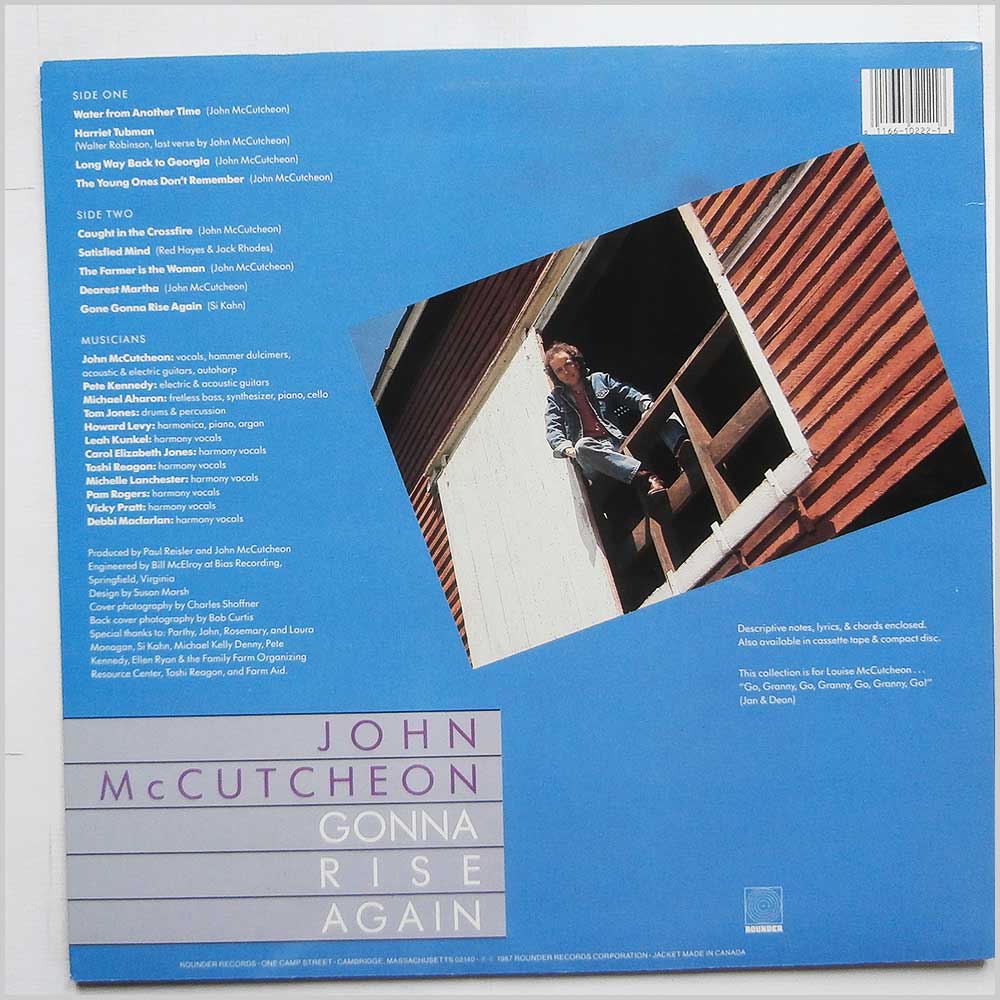 SIDE ONE
Water from Another Time (John McCutcheon)
Harriet Tubman
(Walter Robinson, last verse by John McCutcheon)
Long Way Back to Georgia (John McCutcheon)
The Young Ones Don't Remember (John McCutcheon)
SIDE TWO
Caught in the Crossfire (John McCutcheon)
Satisfied Mind (Red Hayes & Jack Rhodes)
The Farmer is the Woman (John McCutcheon)
Dearest Martha (John McCutcheon)
Gone Gonna Rise Again (Si Kahn)
MUSICIANS
John McCutcheon: vocals, hammer dulcimers,
acoustic & electric guitars, autoharp
Pete Kennedy: electric & acoustic guitars
Michael Aharon: fretless bass, synthesizer, piano, cello
Tom Jones: drums & percussion
Howard Levy: harmonica, piano, organ
Leah Kunkel: harmony vocals
Carol Elizabeth Jones: harmony vocals
Toshi Reagon: harmony vocals
Michelle Lanchester: harmony vocals
Pam Rogers: harmony vocals
Vicky Pratt: harmony vocals
Debbi Macfarlan: harmony vocals
Produced by Paul Reisler and John McCutcheon
Engineered by Bill McElroy at Bias Recording,
Springfield, Virginia
Design by Susan Marsh
Cover photography by Charles Shoffner
Back cover photography by Bob Curtis
Special thanks to: Parthy, John, Rosemary, and Laura
Monagan, Si Kahn, Michael Kelly Denny, Pete
Kennedy, Ellen Ryan & the Family Farm Organizing
Resource Center, Toshi Reagon, and Farm Aid.
0 1166-10222-1
Descriptive notes, lyrics, & chords enclosed.
Also available in cassette tape & compact disc.
This collection is for Louise McCutcheon . . .
"Go, Granny, Go, Granny, Go, Granny, Go!"
(Jan & Dean)
JOHN
McCUTCHEON
GONNA
RISE
AGAIN
ROUNDER
ROUNDER RECORDS · ONE CAMP STREET · CAMBRIDGE, MASSACHUSETTS 02140 · ℗ © 1987 ROUNDER RECORDS CORPORATION · JACKET MADE IN CANADA